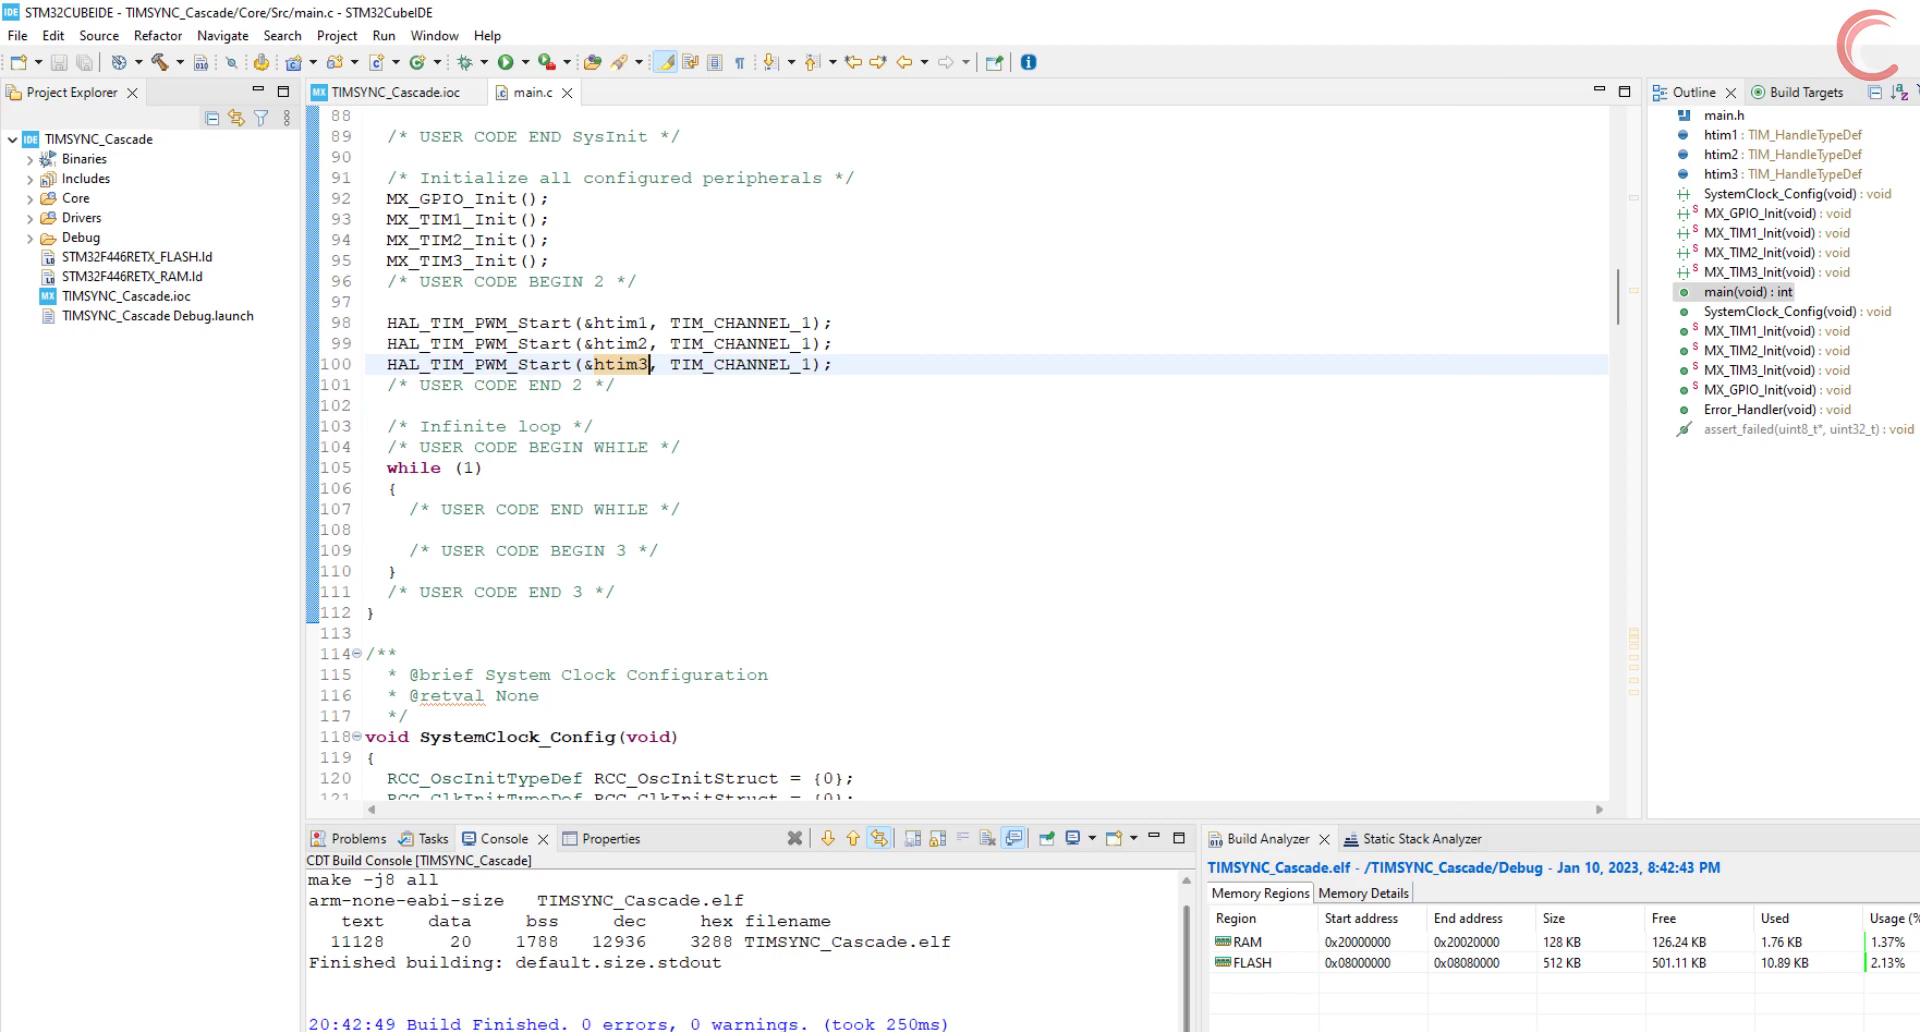 STM32CUBEIDE - TIMSYNC_Cascade/Core/Src/main.c - STM32CubeIDE
File Edit Source Refactor Navigate Search Project Run Window Help
Project Explorer
TIMSYNC_Cascade
Binaries
Includes
Core
Drivers
Debug
STM32F446RETX_FLASH.ld
STM32F446RETX_RAM.ld
TIMSYNC_Cascade.ioc
TIMSYNC_Cascade Debug.launch
TIMSYNC_Cascade.ioc main.c
88
89 /* USER CODE END SysInit */
90
91 /* Initialize all configured peripherals */
92 MX_GPIO_Init();
93 MX_TIM1_Init();
94 MX_TIM2_Init();
95 MX_TIM3_Init();
96 /* USER CODE BEGIN 2 */
97
98 HAL_TIM_PWM_Start(&htim1, TIM_CHANNEL_1);
99 HAL_TIM_PWM_Start(&htim2, TIM_CHANNEL_1);
100 HAL_TIM_PWM_Start(&htim3, TIM_CHANNEL_1);
101 /* USER CODE END 2 */
102
103 /* Infinite loop */
104 /* USER CODE BEGIN WHILE */
105 while (1)
106 {
107 /* USER CODE END WHILE */
108
109 /* USER CODE BEGIN 3 */
110 }
111 /* USER CODE END 3 */
112 }
113
114 /**
115 * @brief System Clock Configuration
116 * @retval None
117 */
118 void SystemClock_Config(void)
119 {
120 RCC_OscInitTypeDef RCC_OscInitStruct = {0};
121 RCC_ClkInitTypeDef RCC_ClkInitStruct = {0};
Outline Build Targets
main.h
htim1 : TIM_HandleTypeDef
htim2 : TIM_HandleTypeDef
htim3 : TIM_HandleTypeDef
SystemClock_Config(void) : void
MX_GPIO_Init(void) : void
MX_TIM1_Init(void) : void
MX_TIM2_Init(void) : void
MX_TIM3_Init(void) : void
main(void) : int
SystemClock_Config(void) : void
MX_TIM1_Init(void) : void
MX_TIM2_Init(void) : void
MX_TIM3_Init(void) : void
MX_GPIO_Init(void) : void
Error_Handler(void) : void
assert_failed(uint8_t*, uint32_t) : void
Problems Tasks Console Properties
CDT Build Console [TIMSYNC_Cascade]
make -j8 all
arm-none-eabi-size TIMSYNC_Cascade.elf
text data bss dec hex filename
11128 20 1788 12936 3288 TIMSYNC_Cascade.elf
Finished building: default.size.stdout
20:42:49 Build Finished. 0 errors, 0 warnings. (took 250ms)
Build Analyzer Static Stack Analyzer
TIMSYNC_Cascade.elf - /TIMSYNC_Cascade/Debug - Jan 10, 2023, 8:42:43 PM
Memory Regions Memory Details
Region Start address End address Size Free Used Usage (%
RAM 0x20000000 0x20020000 128 KB 126.24 KB 1.76 KB 1.37%
FLASH 0x08000000 0x08080000 512 KB 501.11 KB 10.89 KB 2.13%